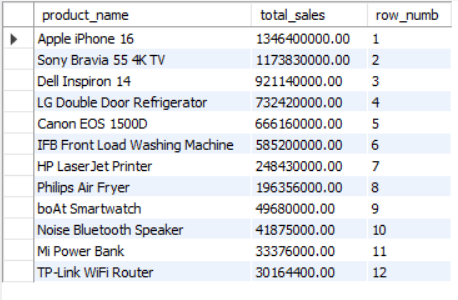 product_name total_sales row_numb
Apple iPhone 16 1346400000.00 1
Sony Bravia 55 4K TV 1173830000.00 2
Dell Inspiron 14 921140000.00 3
LG Double Door Refrigerator 732420000.00 4
Canon EOS 1500D 666160000.00 5
IFB Front Load Washing Machine 585200000.00 6
HP LaserJet Printer 248430000.00 7
Philips Air Fryer 196356000.00 8
boAt Smartwatch 49680000.00 9
Noise Bluetooth Speaker 41875000.00 10
Mi Power Bank 33376000.00 11
TP-Link WiFi Router 30164400.00 12